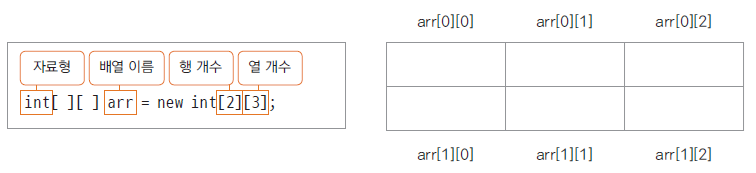 자료형 배열 이름 행 개수 열 개수
int[ ][ ] arr = new int[2][3];
arr[0][0] arr[0][1] arr[0][2]
arr[1][0] arr[1][1] arr[1][2]